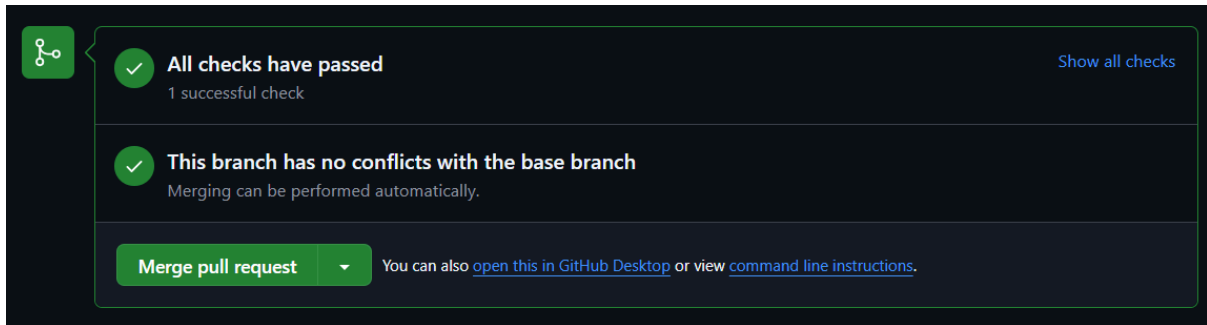 All checks have passed
Show all checks
1 successful check
This branch has no conflicts with the base branch
Merging can be performed automatically.
Merge pull request
You can also open this in GitHub Desktop or view command line instructions.